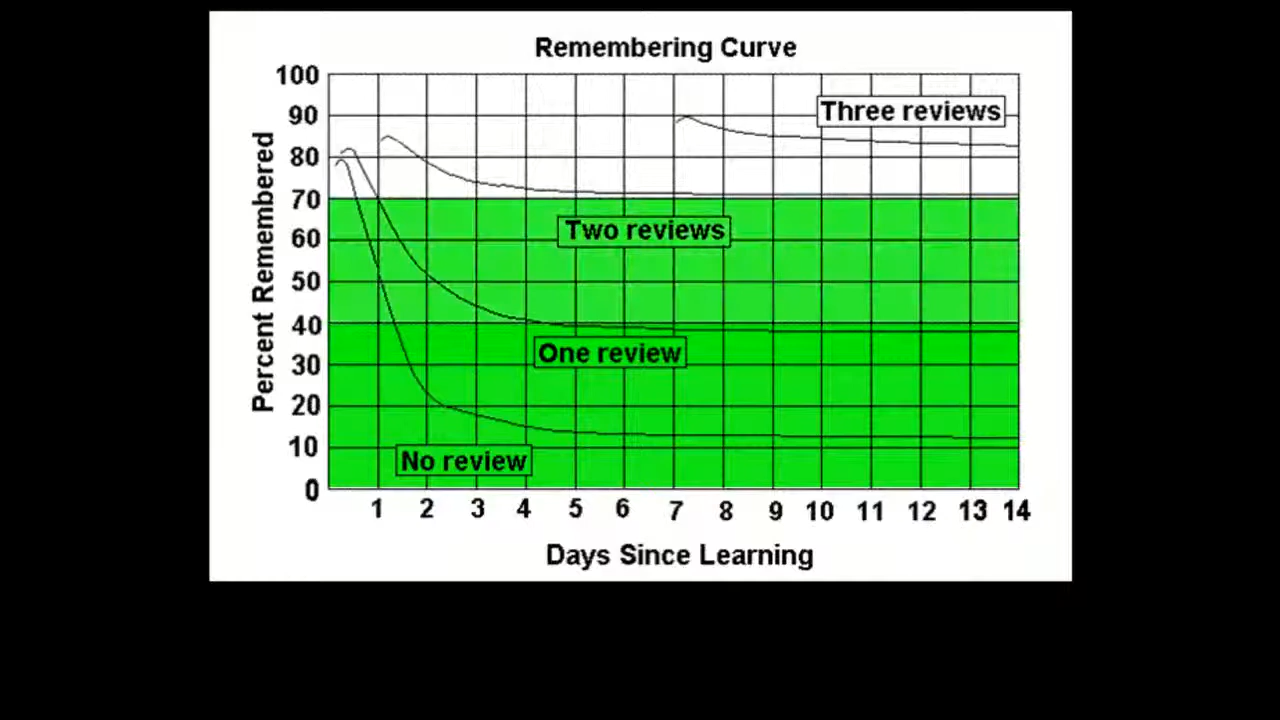 Remembering Curve
100
90
80
70
60
50
40
30
20
10
0
Percent Remembered
Three reviews
Two reviews
One review
No review
1 2 3 4 5 6 7 8 9 10 11 12 13 14
Days Since Learning